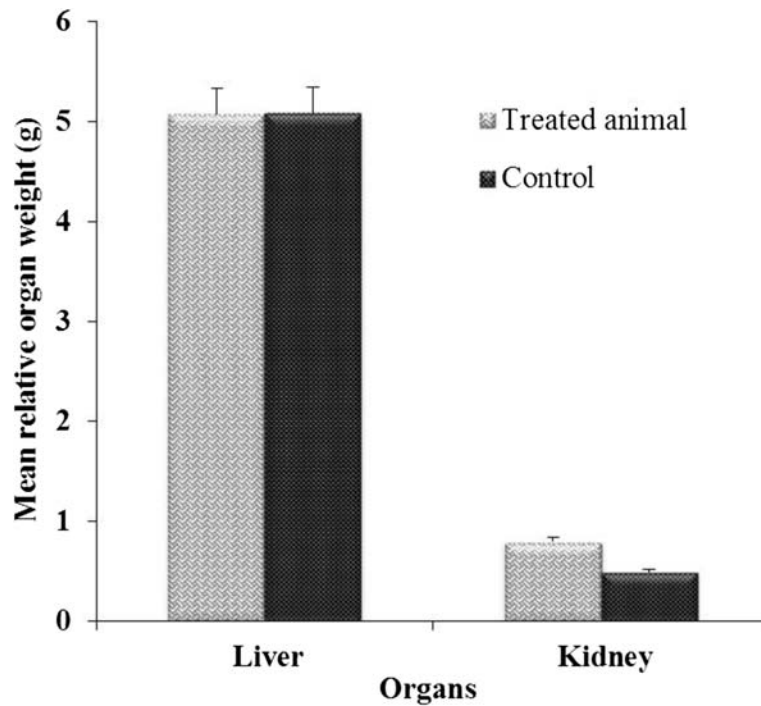 Mean relative organ weight (g)
6
5
4
3
2
1
0
Treated animal
Control
Liver
Kidney
Organs